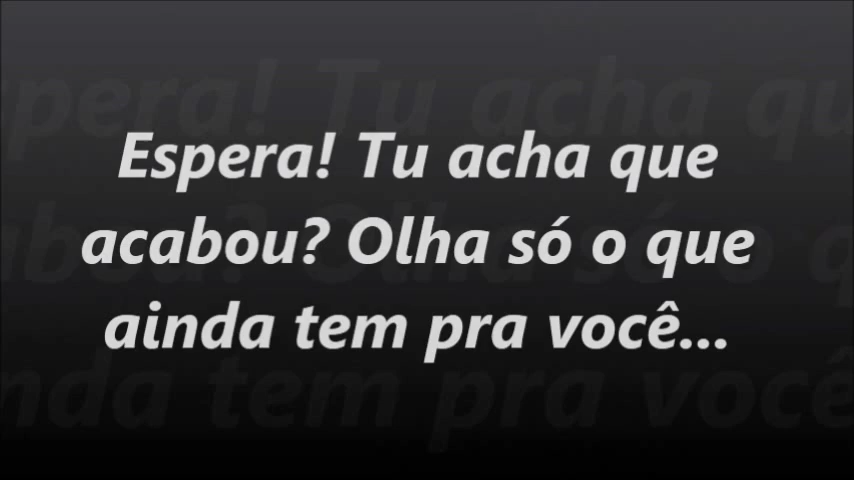 Espera! Tu acha que
acabou? Olha só o que
ainda tem pra você...